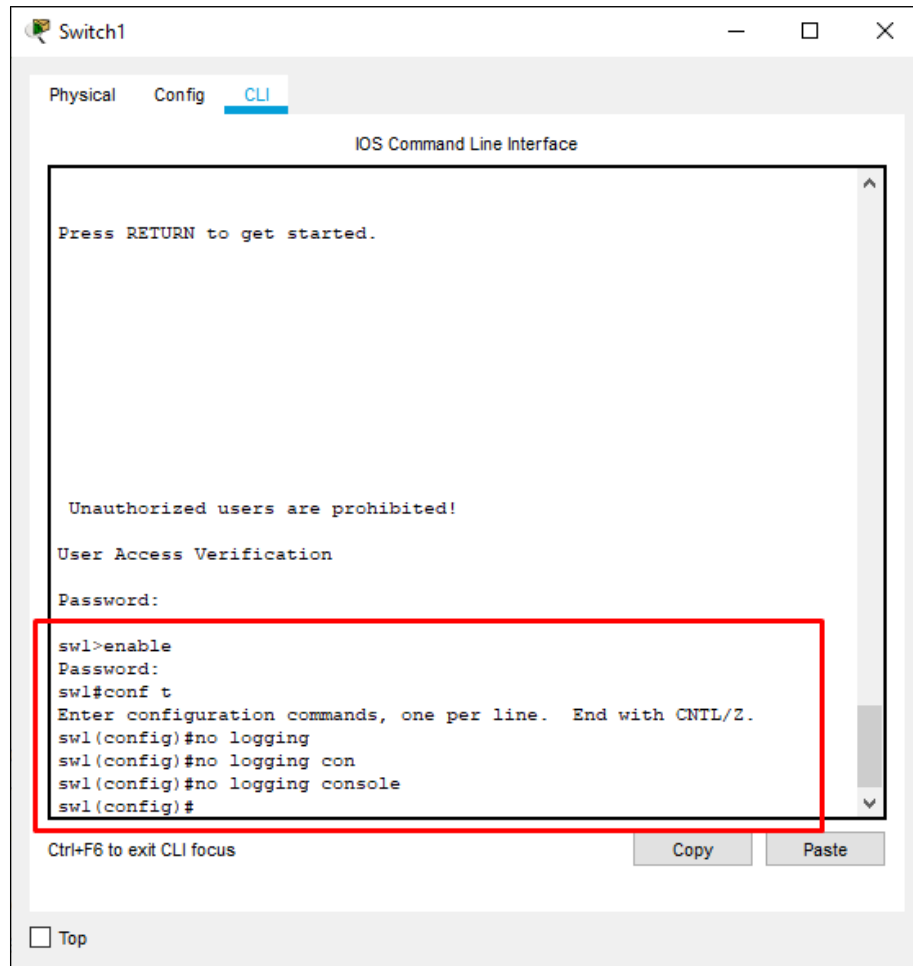 Switch1
Physical Config CLI
IOS Command Line Interface
Press RETURN to get started.
Unauthorized users are prohibited!
User Access Verification
Password:
sw1>enable
Password:
sw1#conf t
Enter configuration commands, one per line.  End with CNTL/Z.
sw1(config)#no logging
sw1(config)#no logging con
sw1(config)#no logging console
sw1(config)#
Ctrl+F6 to exit CLI focus
Copy Paste
Top